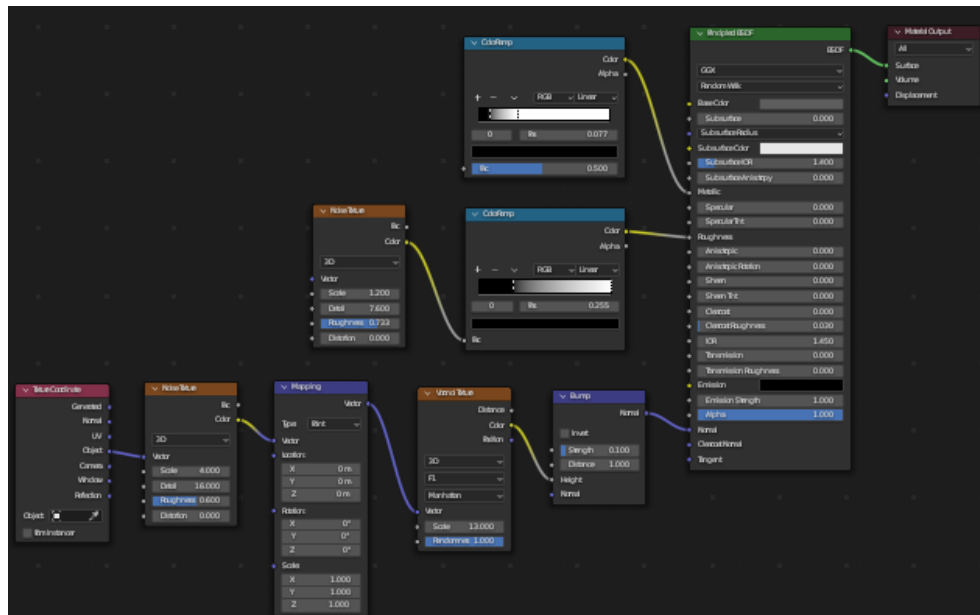 ColorRamp
Color
Alpha
+ −
RGB
Linear
0
Pos
0.077
Fac
0.500
Principled BSDF
BSDF
GGX
Random Walk
Base Color
Subsurface
0.000
Subsurface Radius
Subsurface Color
Subsurface IOR
1.400
Subsurface Anisotropy
0.000
Metallic
Specular
0.000
Specular Tint
0.000
Roughness
Anisotropic
0.000
Anisotropic Rotation
0.000
Sheen
0.000
Sheen Tint
0.000
Clearcoat
0.000
Clearcoat Roughness
0.030
IOR
1.450
Transmission
0.000
Transmission Roughness
0.000
Emission
Emission Strength
1.000
Alpha
1.000
Normal
Clearcoat Normal
Tangent
Material Output
All
Surface
Volume
Displacement
Noise Texture
Fac
Color
3D
Vector
Scale
1.200
Detail
7.600
Roughness
0.733
Distortion
0.000
ColorRamp
Color
Alpha
+ −
RGB
Linear
0
Pos
0.255
Fac
Texture Coordinate
Generated
Normal
UV
Object
Camera
Window
Reflection
Object:
From Instancer
Noise Texture
Fac
Color
3D
Vector
Scale
4.000
Detail
16.000
Roughness
0.600
Distortion
0.000
Mapping
Vector
Type:
Point
Vector
Location:
X
0 m
Y
0 m
Z
0 m
Rotation:
X
0°
Y
0°
Z
0°
Scale:
X
1.000
Y
1.000
Z
1.000
Voronoi Texture
Distance
Color
Position
3D
F1
Manhattan
Vector
Scale
13.000
Randomness
1.000
Bump
Normal
Invert
Strength
0.100
Distance
1.000
Height
Normal